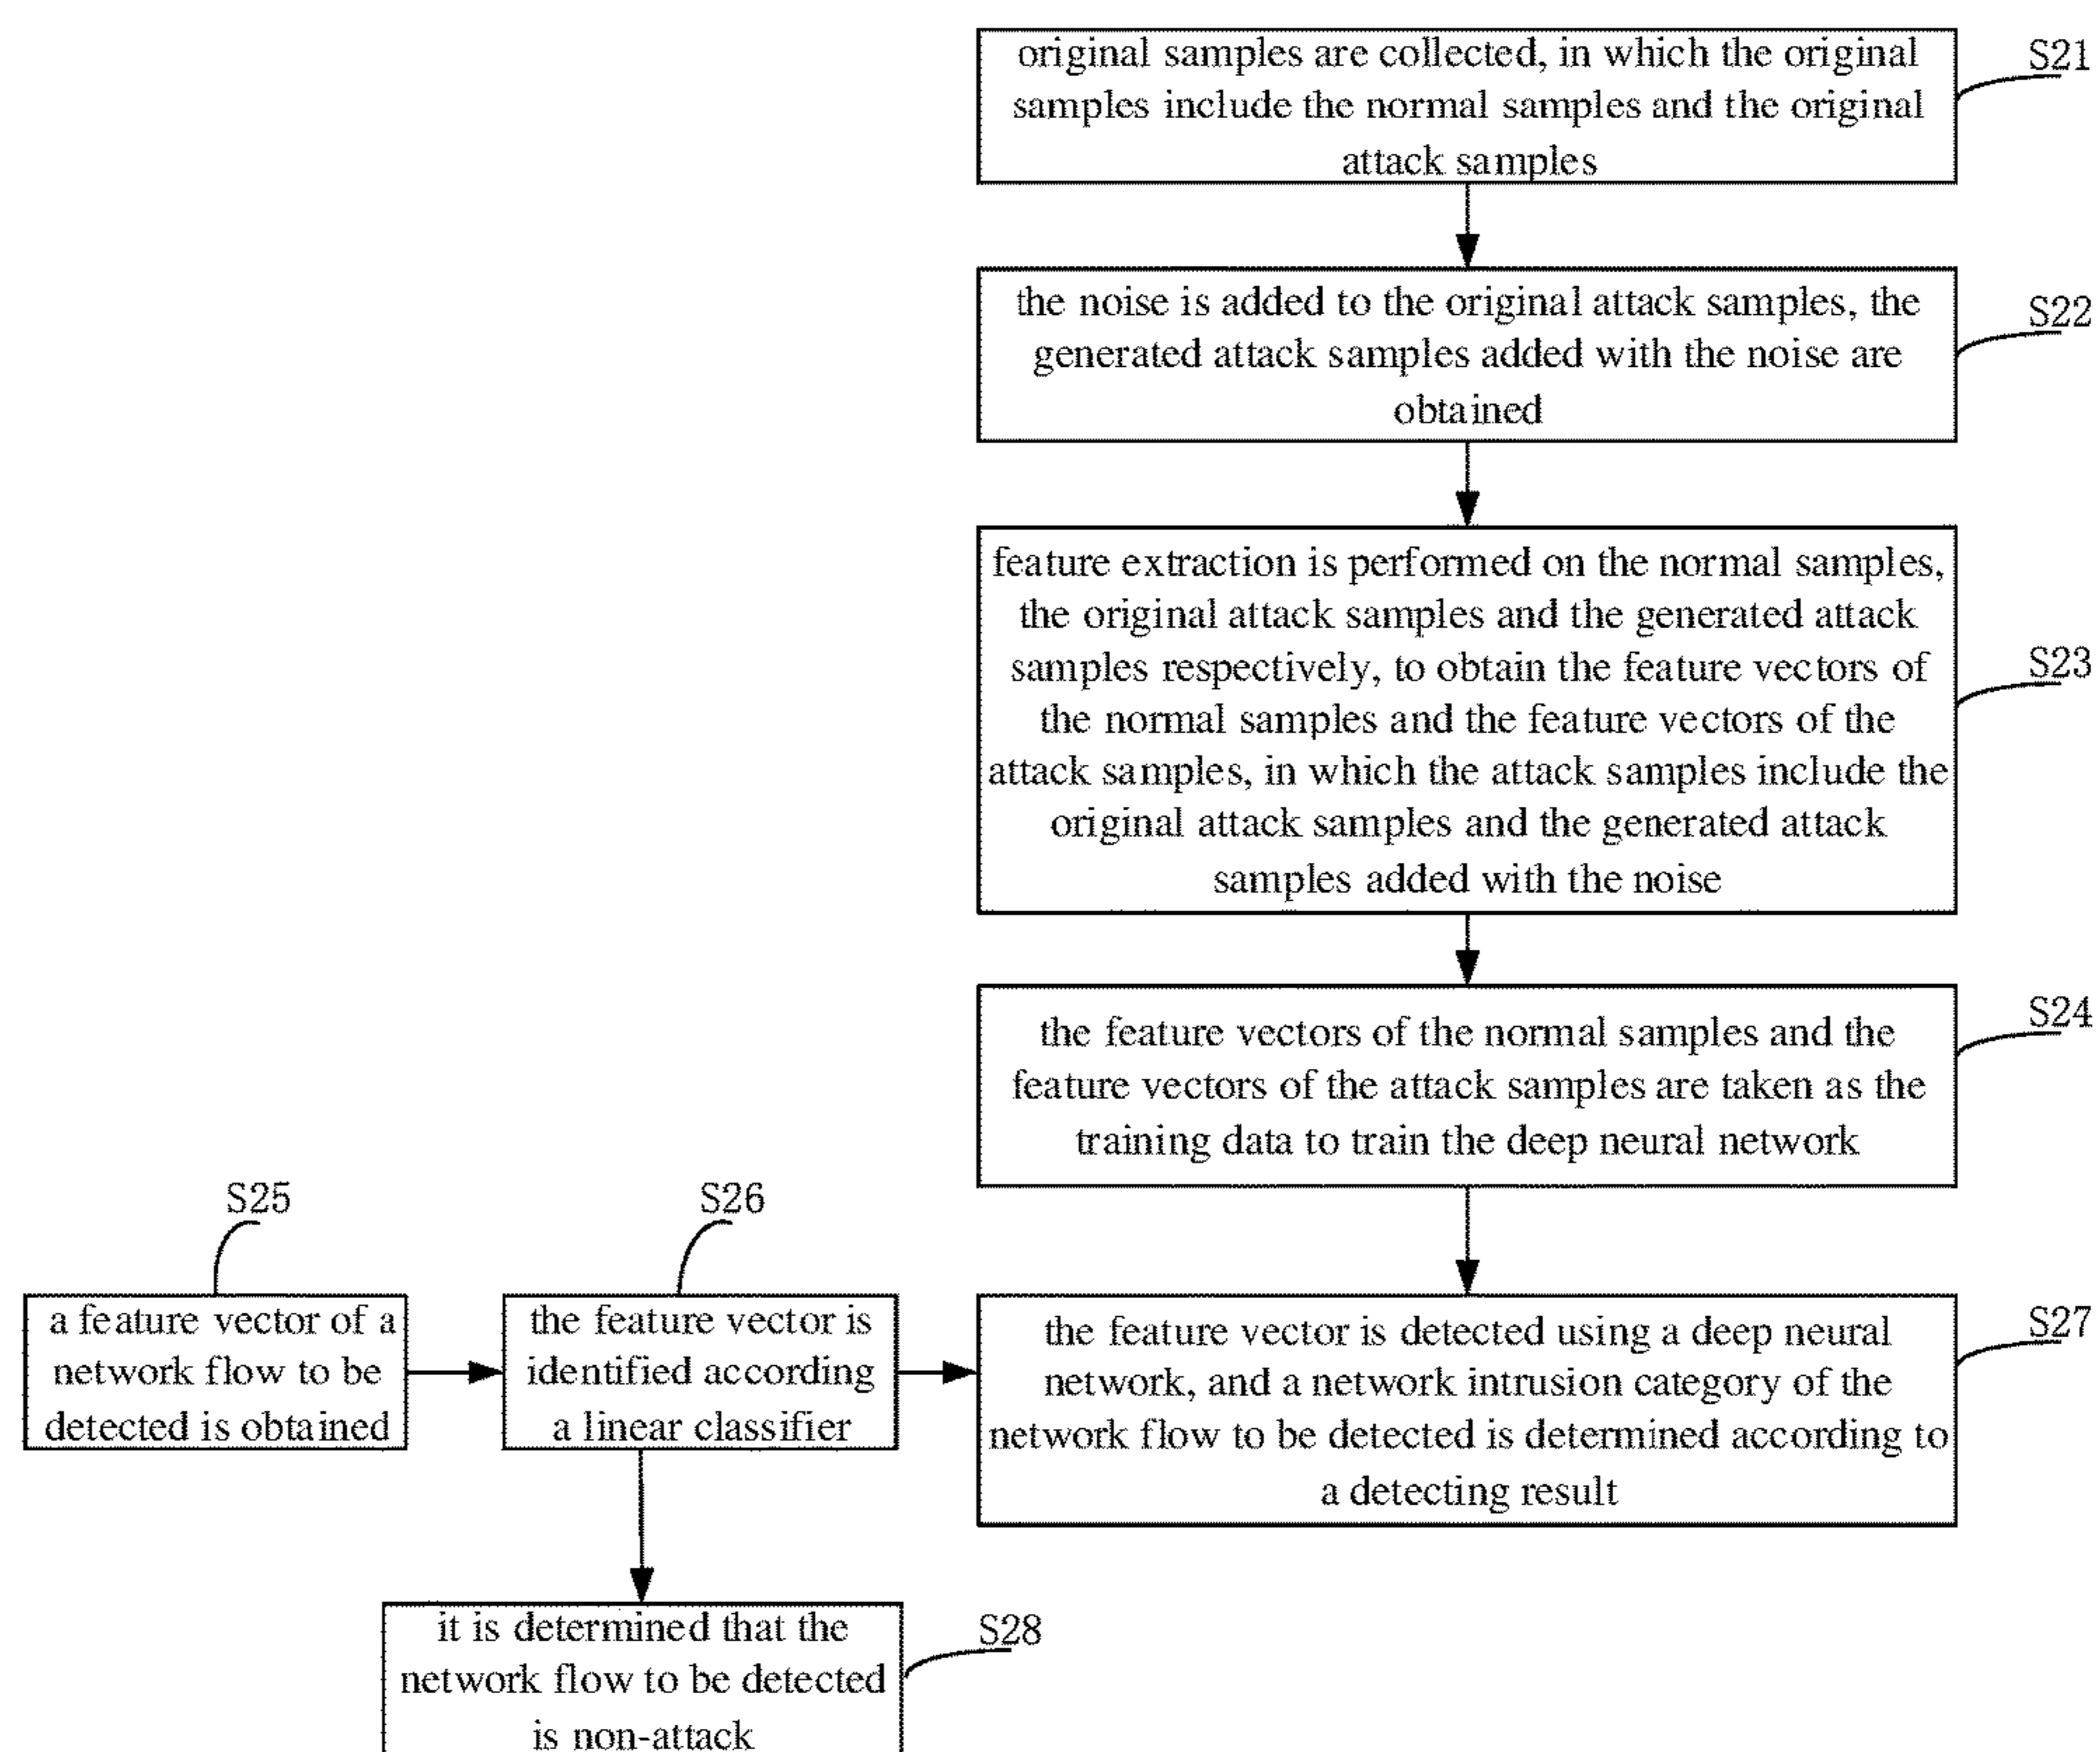 original samples are collected, in which the original
samples include the normal samples and the original
attack samples
S21
the noise is added to the original attack samples, the
generated attack samples added with the noise are
obtained
S22
feature extraction is performed on the normal samples,
the original attack samples and the generated attack
samples respectively, to obtain the feature vectors of
the normal samples and the feature vectors of the
attack samples, in which the attack samples include the
original attack samples and the generated attack
samples added with the noise
S23
the feature vectors of the normal samples and the
feature vectors of the attack samples are taken as the
training data to train the deep neural network
S24
S25
a feature vector of a
network flow to be
detected is obtained
S26
the feature vector is
identified according
a linear classifier
the feature vector is detected using a deep neural
network, and a network intrusion category of the
network flow to be detected is determined according to
a detecting result
S27
it is determined that the
network flow to be detected
is non-attack
S28